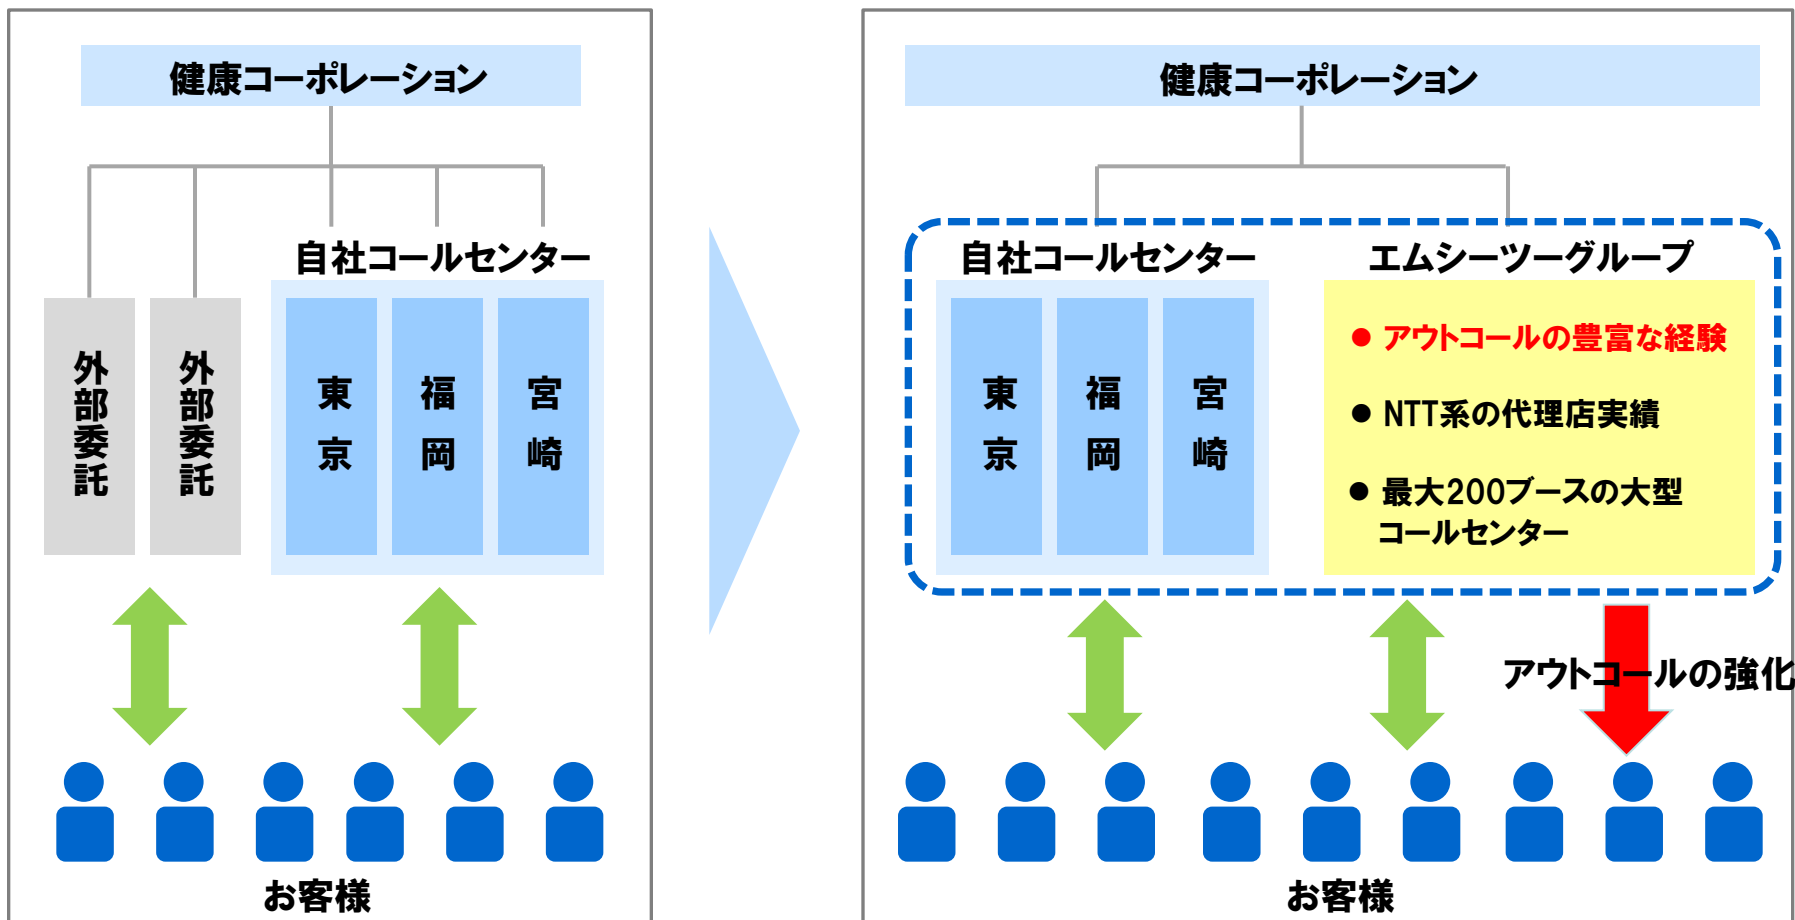 健康コーポレーション
自社コールセンター
外部委託
外部委託
東京
福岡
宮崎
お客様
健康コーポレーション
自社コールセンター
東京
福岡
宮崎
エムシーツーグループ
● アウトコールの豊富な経験
● NTT系の代理店実績
● 最大200ブースの大型
コールセンター
アウトコールの強化
お客様